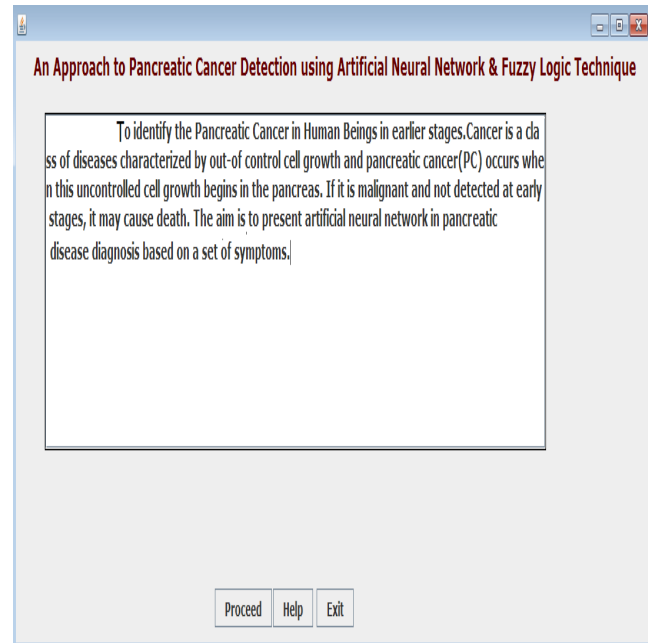 An Approach to Pancreatic Cancer Detection using Artificial Neural Network & Fuzzy Logic Technique
To identify the Pancreatic Cancer in Human Beings in earlier stages.Cancer is a cla
ss of diseases characterized by out-of control cell growth and pancreatic cancer(PC) occurs whe
n this uncontrolled cell growth begins in the pancreas. If it is malignant and not detected at early
stages, it may cause death. The aim is to present artificial neural network in pancreatic
disease diagnosis based on a set of symptoms.
Proceed Help Exit